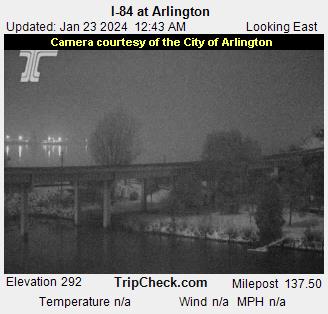 I-84 at Arlington
Updated: Jan 23 2024 12:43 AM Looking East
Camera courtesy of the City of Arlington
Elevation 292 TripCheck.com Milepost 137.50
Temperature n/a Wind n/a MPH n/a